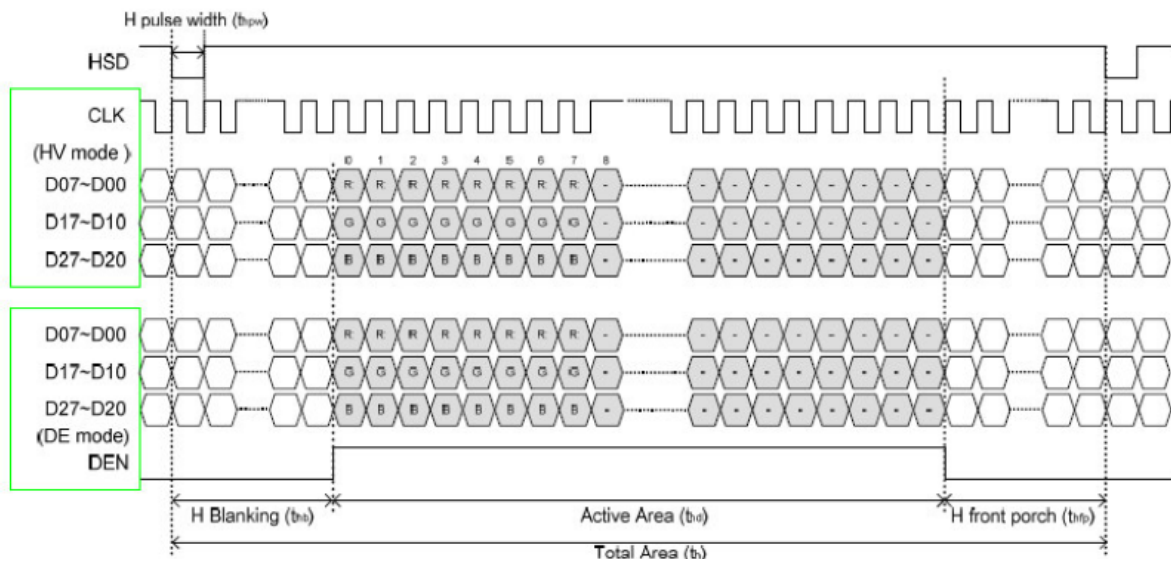 H pulse width (thpw)
HSD
CLK
(HV mode )
0 1 2 3 4 5 6 7 8
D07~D00 R R R R R R R R - - - - - - - - -
D17~D10 G G G G G G G G - - - - - - - - -
D27~D20 B B B B B B B B - - - - - - - - -
D07~D00 R R R R R R R R - - - - - - - - -
D17~D10 G G G G G G G G - - - - - - - - -
D27~D20 B B B B B B B B - - - - - - - - -
(DE mode)
DEN
H Blanking (thb) Active Area (thd) H front porch (thfp)
Total Area (th)